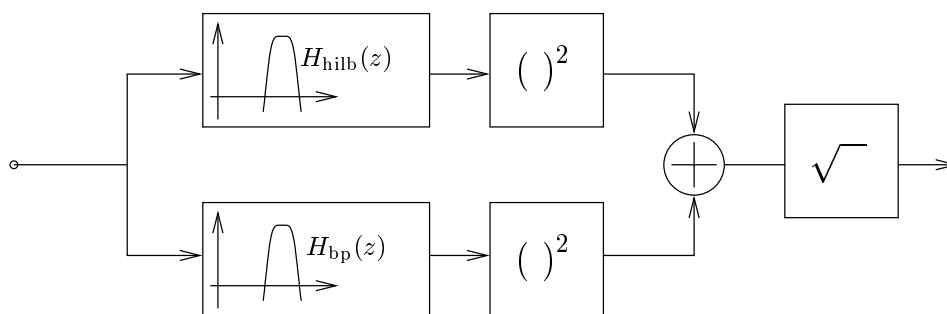 H_hilb(z)
( )²
√
H_bp(z)
( )²